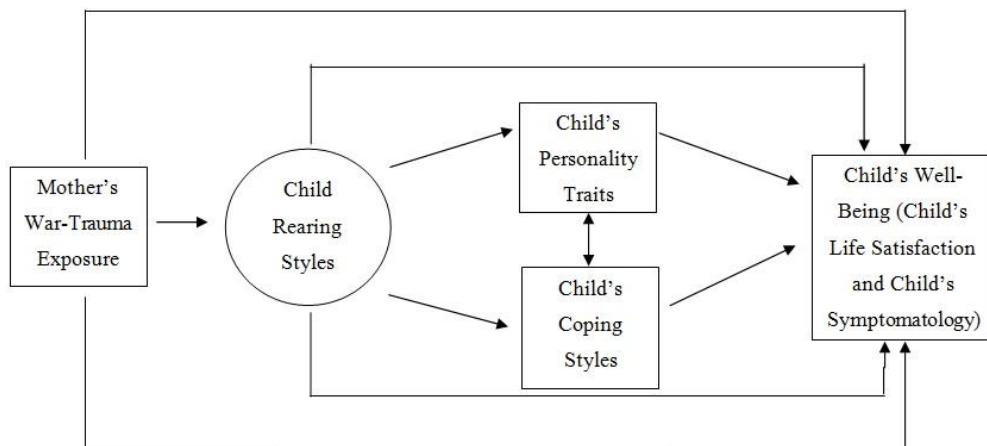 Mother's
War-Trauma
Exposure
Child
Rearing
Styles
Child's
Personality
Traits
Child's
Coping
Styles
Child's Well-
Being (Child's
Life Satisfaction
and Child's
Symptomatology)